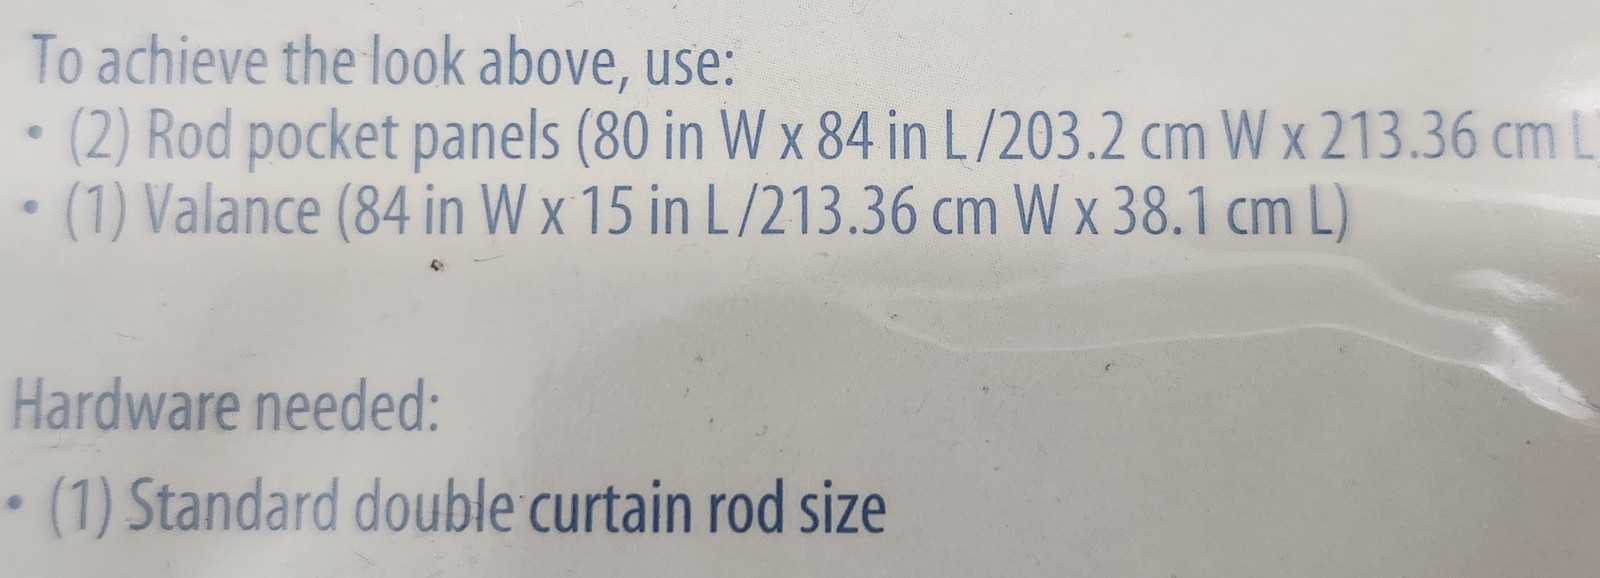 To achieve the look above, use:
• (2) Rod pocket panels (80 in W x 84 in L/203.2 cm W x 213.36 cm L
• (1) Valance (84 in W x 15 in L/213.36 cm W x 38.1 cm L)
Hardware needed:
• (1) Standard double curtain rod size